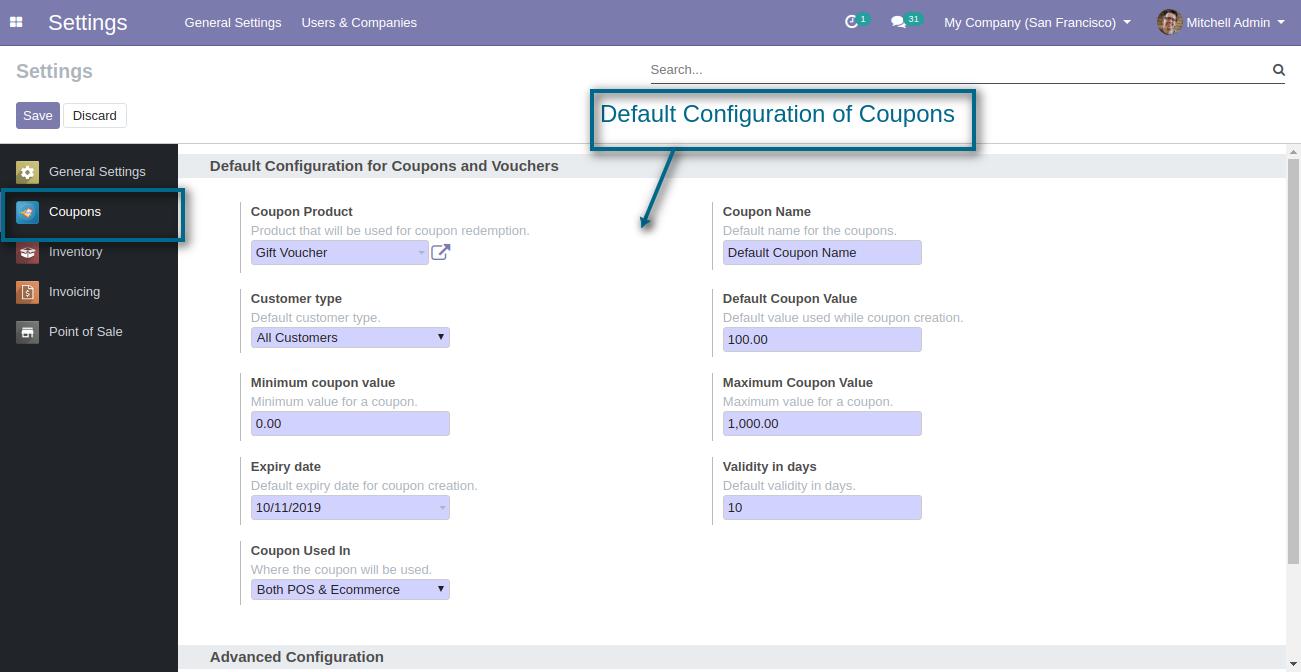 Settings General Settings Users & Companies 1 31 My Company (San Francisco) Mitchell Admin
Settings Search...
Save Discard
Default Configuration of Coupons
General Settings
Coupons
Inventory
Invoicing
Point of Sale
Default Configuration for Coupons and Vouchers
Coupon Product
Product that will be used for coupon redemption.
Gift Voucher
Coupon Name
Default name for the coupons.
Default Coupon Name
Customer type
Default customer type.
All Customers
Default Coupon Value
Default value used while coupon creation.
100.00
Minimum coupon value
Minimum value for a coupon.
0.00
Maximum Coupon Value
Maximum value for a coupon.
1,000.00
Expiry date
Default expiry date for coupon creation.
10/11/2019
Validity in days
Default validity in days.
10
Coupon Used In
Where the coupon will be used.
Both POS & Ecommerce
Advanced Configuration